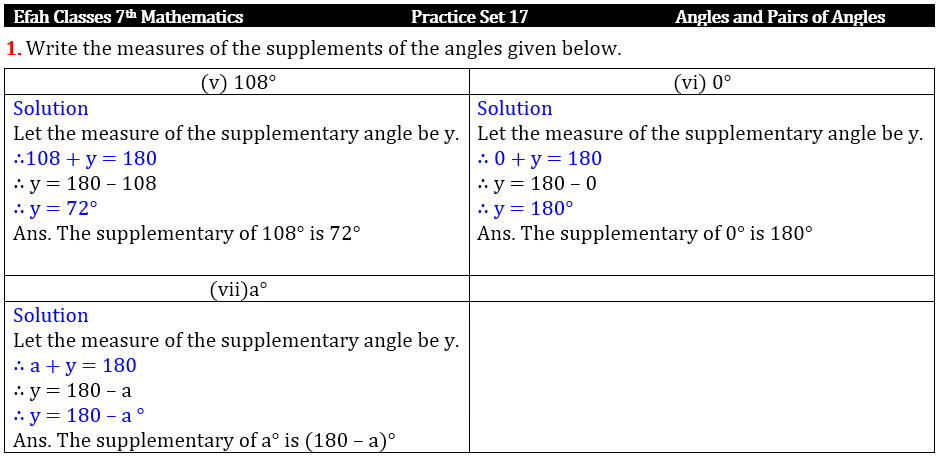 Efah Classes 7th Mathematics Practice Set 17 Angles and Pairs of Angles
1. Write the measures of the supplements of the angles given below.
(v) 108°
Solution
Let the measure of the supplementary angle be y.
∴108 + y = 180
∴ y = 180 – 108
∴ y = 72°
Ans. The supplementary of 108° is 72°
(vi) 0°
Solution
Let the measure of the supplementary angle be y.
∴ 0 + y = 180
∴ y = 180 – 0
∴ y = 180°
Ans. The supplementary of 0° is 180°
(vii)a°
Solution
Let the measure of the supplementary angle be y.
∴ a + y = 180
∴ y = 180 – a
∴ y = 180 – a °
Ans. The supplementary of a° is (180 – a)°